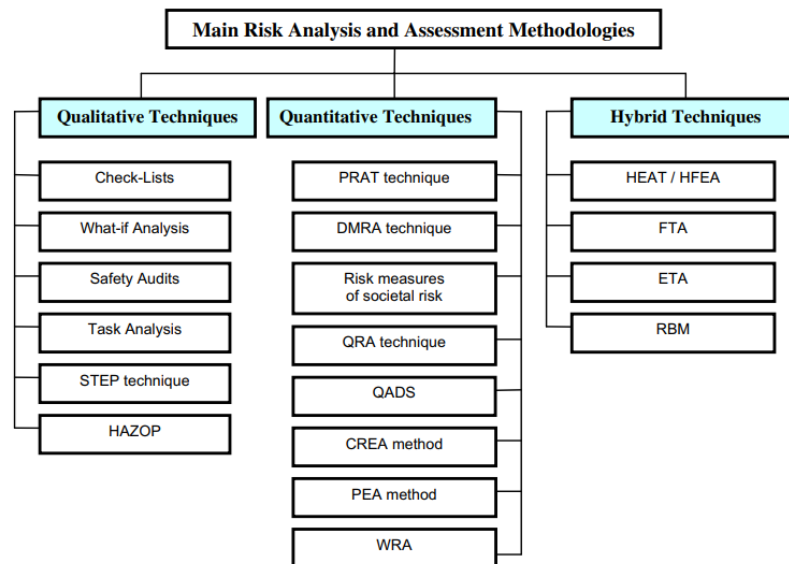 Main Risk Analysis and Assessment Methodologies
Qualitative Techniques
Check-Lists
What-if Analysis
Safety Audits
Task Analysis
STEP technique
HAZOP
Quantitative Techniques
PRAT technique
DMRA technique
Risk measures
of societal risk
QRA technique
QADS
CREA method
PEA method
WRA
Hybrid Techniques
HEAT / HFEA
FTA
ETA
RBM